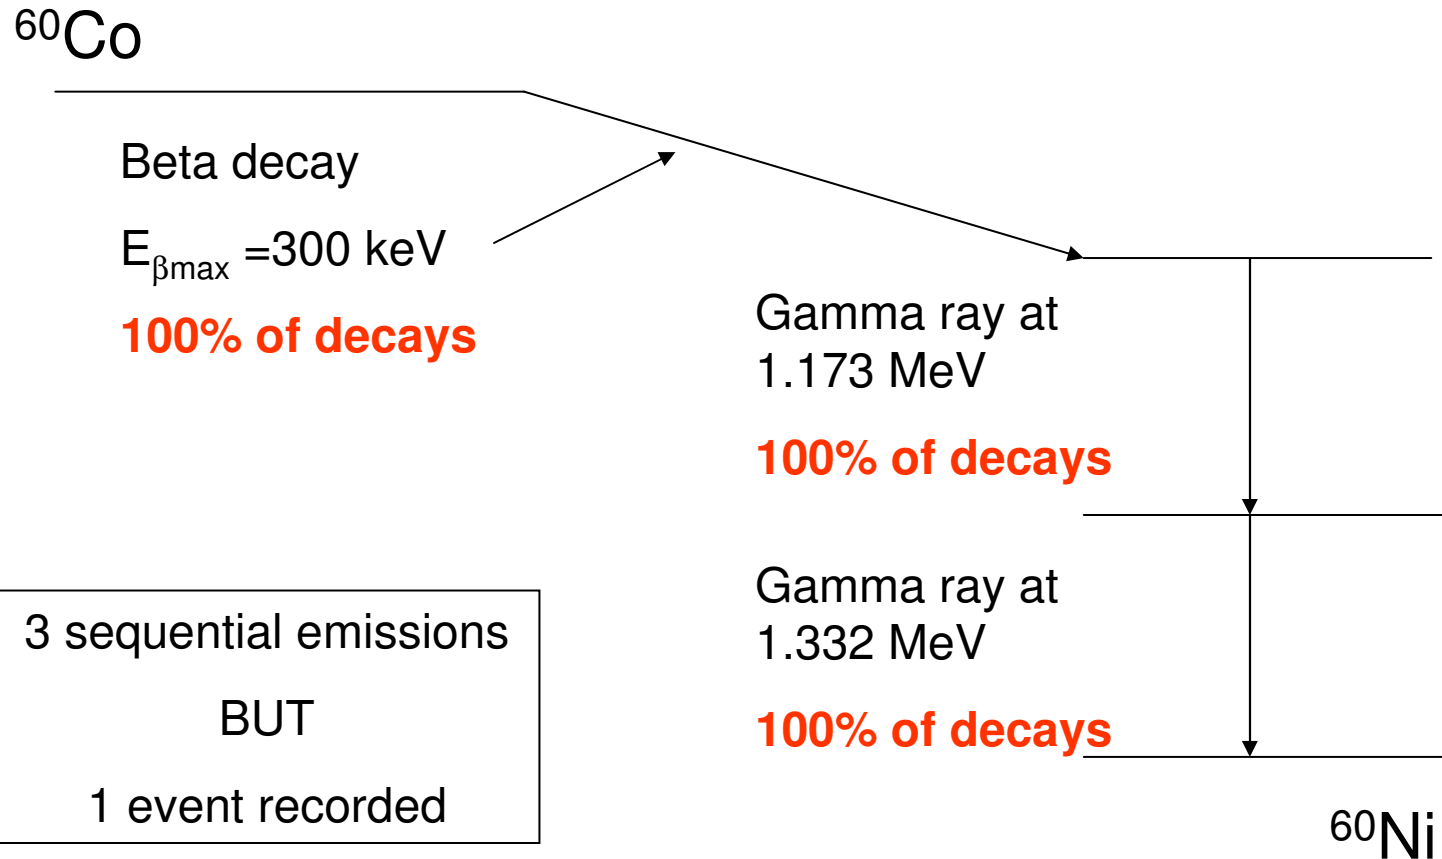 ⁶⁰Co
Beta decay
Eβmax =300 keV
100% of decays
Gamma ray at
1.173 MeV
100% of decays
Gamma ray at
1.332 MeV
100% of decays
3 sequential emissions
BUT
1 event recorded
⁶⁰Ni